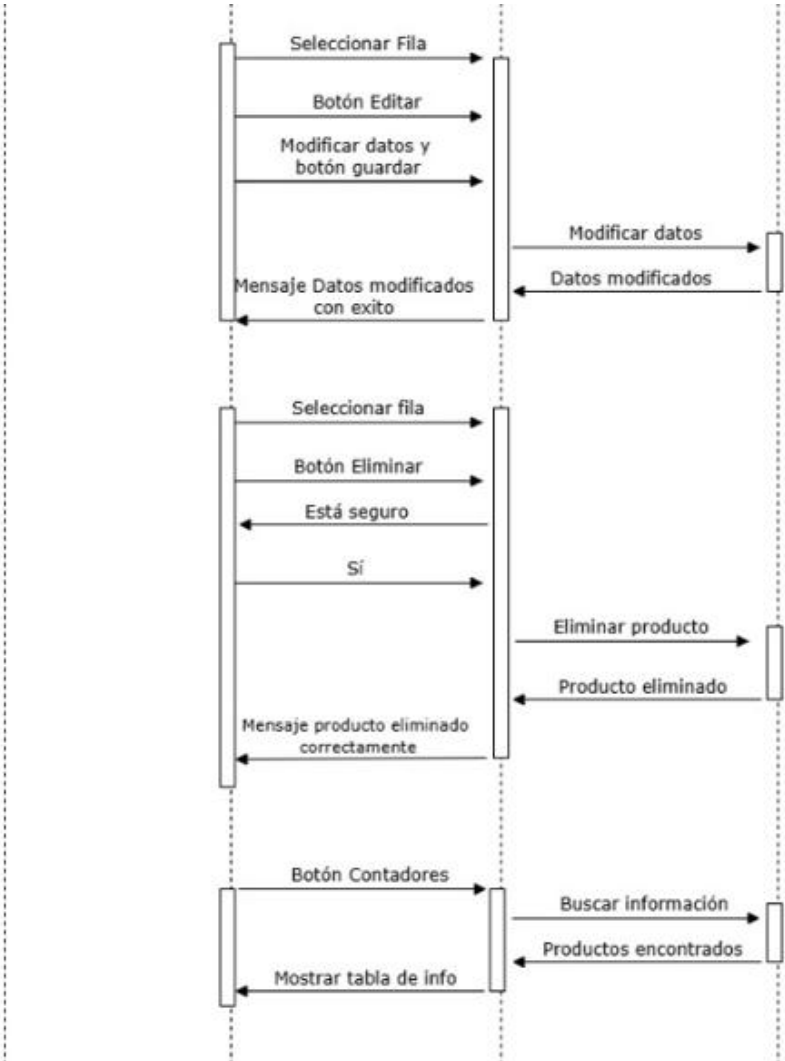 Seleccionar Fila
Botón Editar
Modificar datos y
botón guardar
Modificar datos
Datos modificados
Mensaje Datos modificados
con exito
Seleccionar fila
Botón Eliminar
Está seguro
Sí
Eliminar producto
Producto eliminado
Mensaje producto eliminado
correctamente
Botón Contadores
Buscar información
Productos encontrados
Mostrar tabla de info